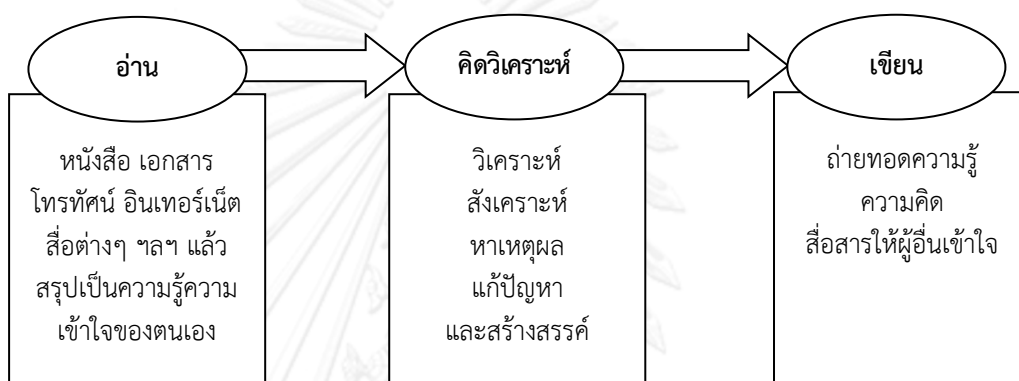 อ่าน
หนังสือ เอกสาร
โทรทัศน์ อินเทอร์เน็ต
สื่อต่างๆ ฯลฯ แล้ว
สรุปเป็นความรู้ความ
เข้าใจของตนเอง
คิดวิเคราะห์
วิเคราะห์
สังเคราะห์
หาเหตุผล
แก้ปัญหา
และสร้างสรรค์
เขียน
ถ่ายทอดความรู้
ความคิด
สื่อสารให้ผู้อื่นเข้าใจ